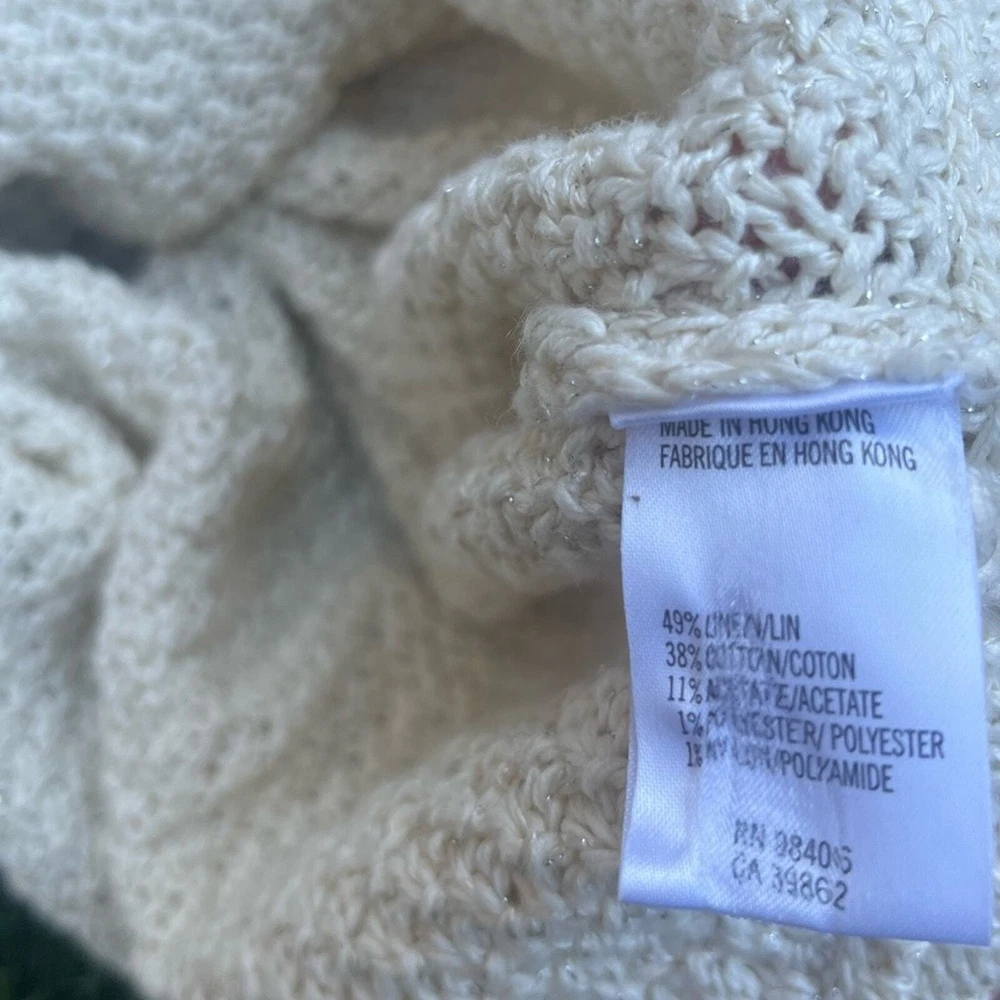 MADE IN HONG KONG
FABRIQUE EN HONG KONG
49% LINEN/LIN
38% COTTON/COTON
11% ACETATE/ACETATE
1% POLYESTER/ POLYESTER
1% NYLON/POLYAMIDE
RN
CA 39862